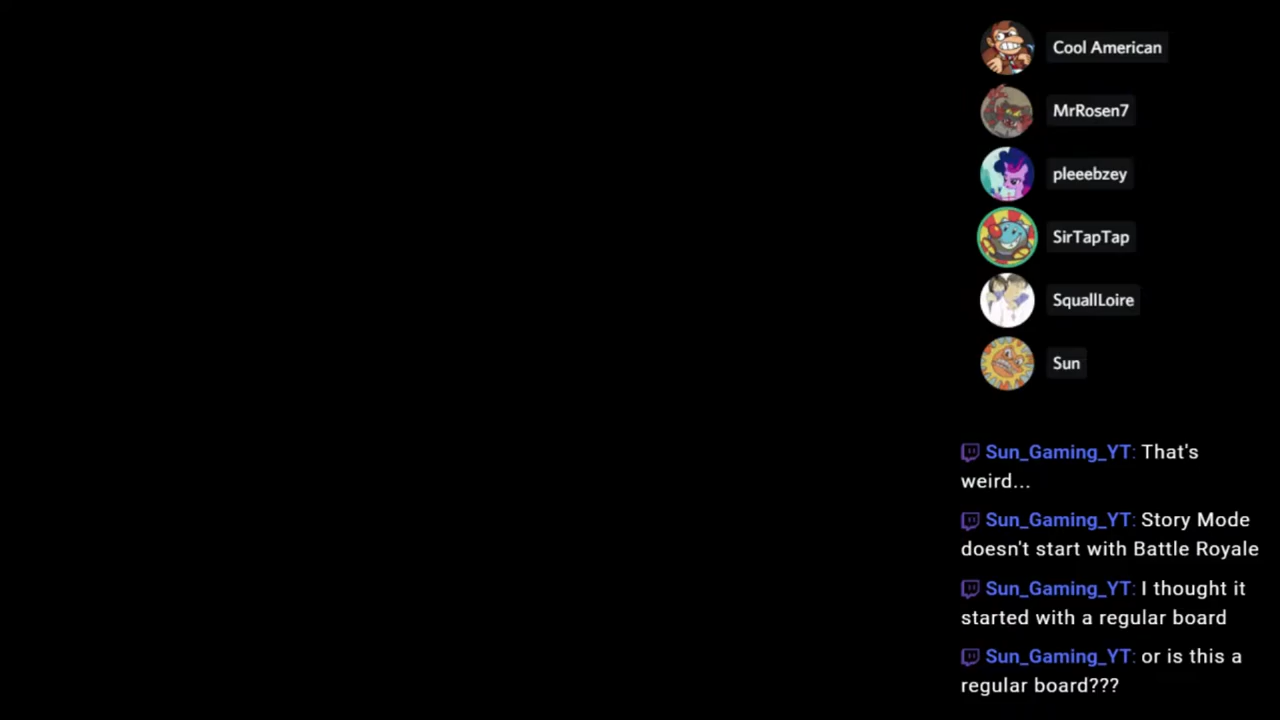 Cool American
MrRosen7
pleeebzey
SirTapTap
SquallLoire
Sun
Sun_Gaming_YT: That's
weird...
Sun_Gaming_YT: Story Mode
doesn't start with Battle Royale
Sun_Gaming_YT: I thought it
started with a regular board
Sun_Gaming_YT: or is this a
regular board???